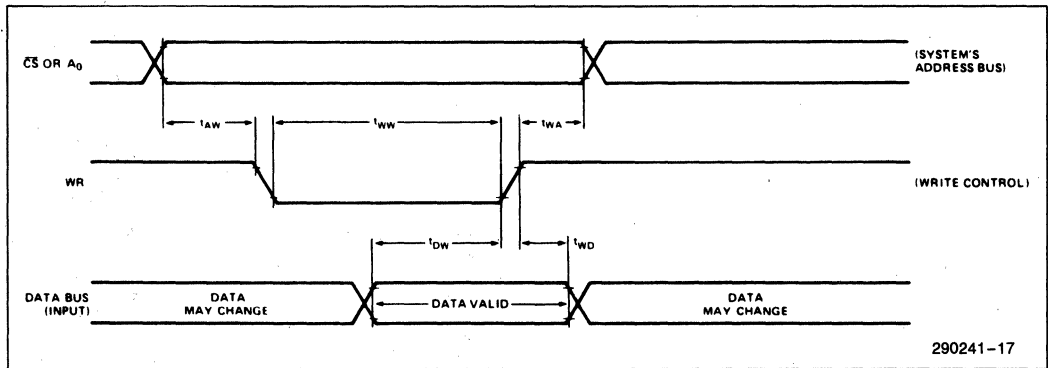 C̅S̅ OR A₀
(SYSTEM'S
ADDRESS BUS)
tAW
tWW
tWA
WR
(WRITE CONTROL)
tDW
tWD
DATA BUS
(INPUT)
DATA
MAY CHANGE
DATA VALID
DATA
MAY CHANGE
290241-17